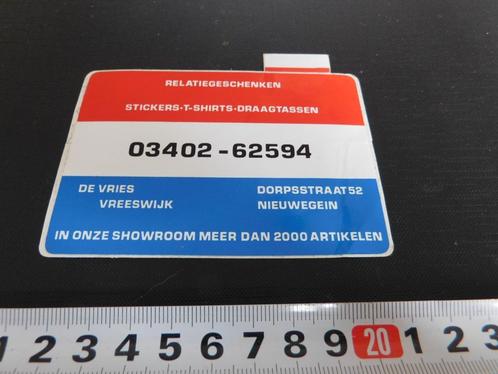 RELATIEGESCHENKEN
STICKERS-T-SHIRTS-DRAAGTASSEN
03402-62594
DE VRIES DORPSSTRAAT 52
VREESWIJK NIEUWEGEIN
IN ONZE SHOWROOM MEER DAN 2000 ARTIKELEN
1 2 3 4 5 6 7 8 9 20 1 2 3